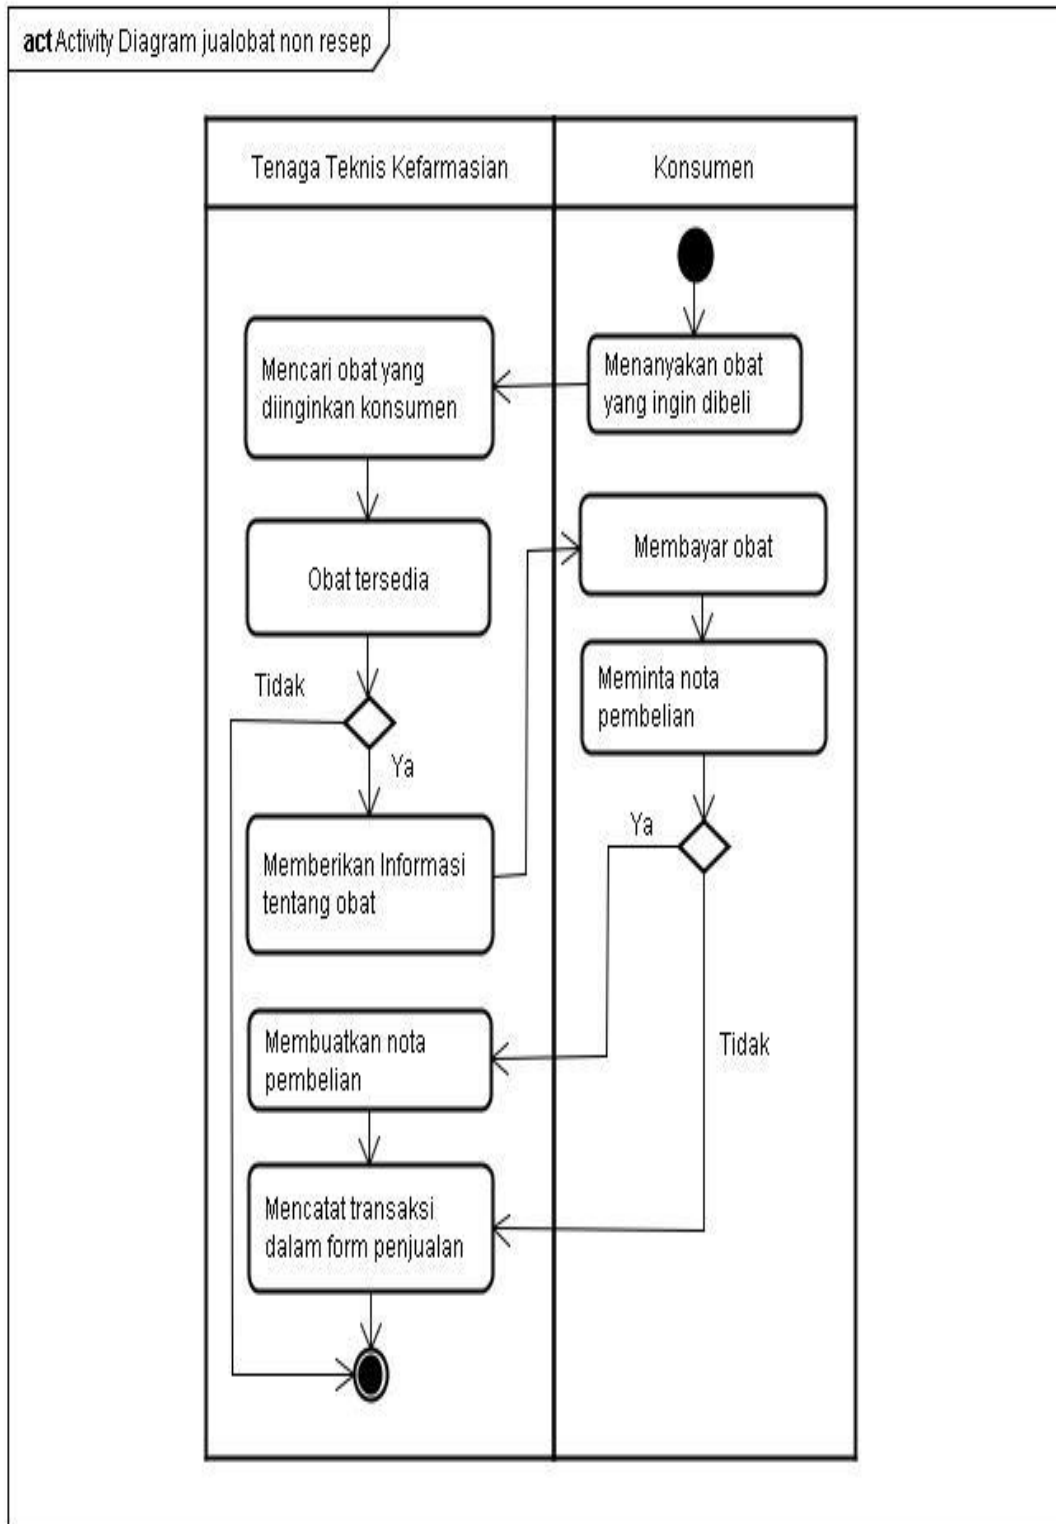 act Activity Diagram jualobat non resep
Tenaga Teknis Kefarmasian
Konsumen
Menanyakan obat
yang ingin dibeli
Mencari obat yang
diinginkan konsumen
Obat tersedia
Tidak
Ya
Memberikan Informasi
tentang obat
Membayar obat
Meminta nota
pembelian
Ya
Tidak
Membuatkan nota
pembelian
Mencatat transaksi
dalam form penjualan